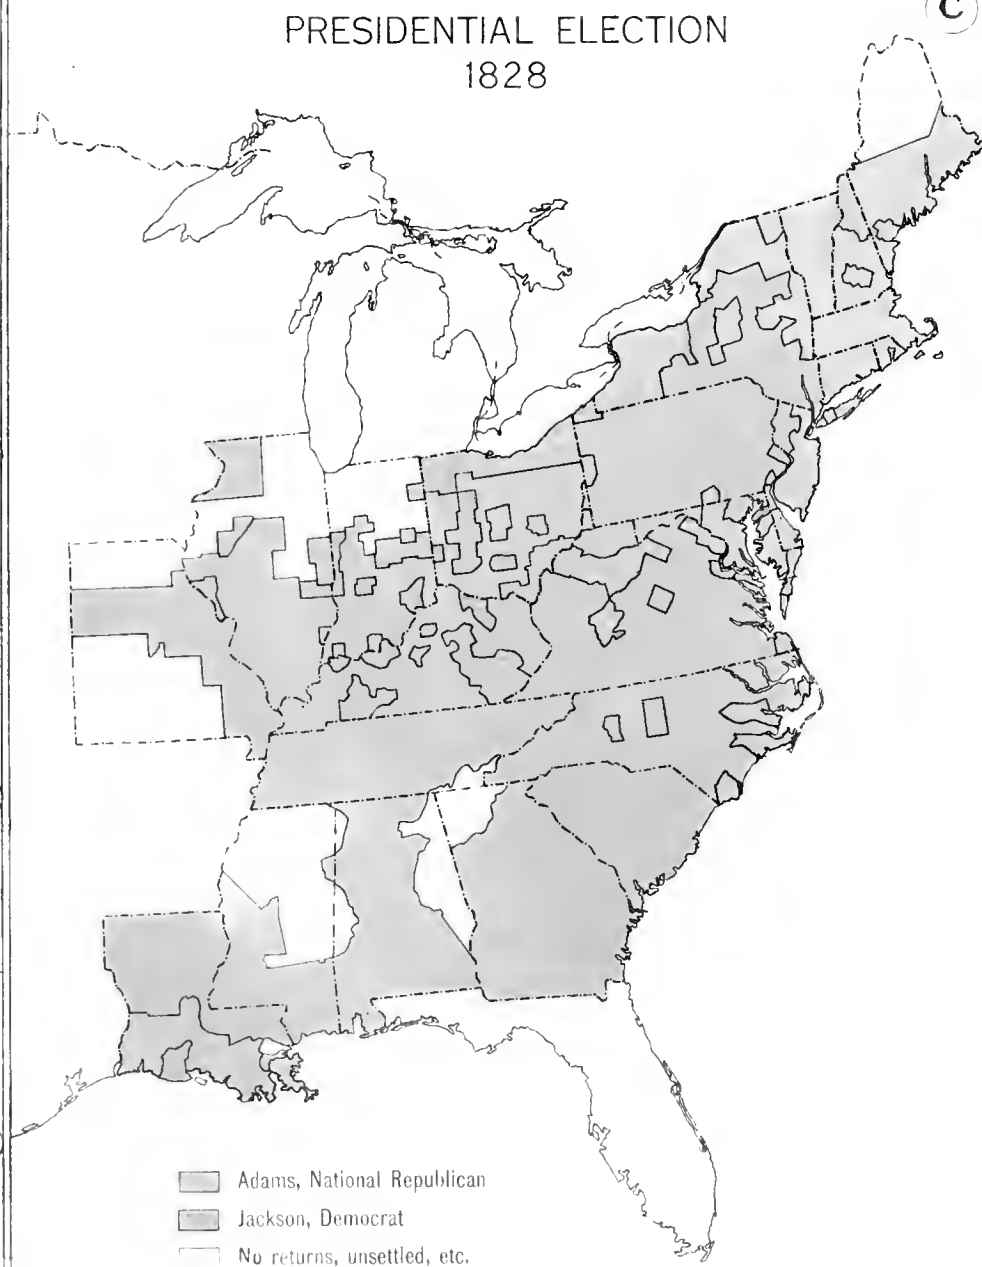 C
PRESIDENTIAL ELECTION
1828
Adams, National Republican
Jackson, Democrat
No returns, unsettled, etc.